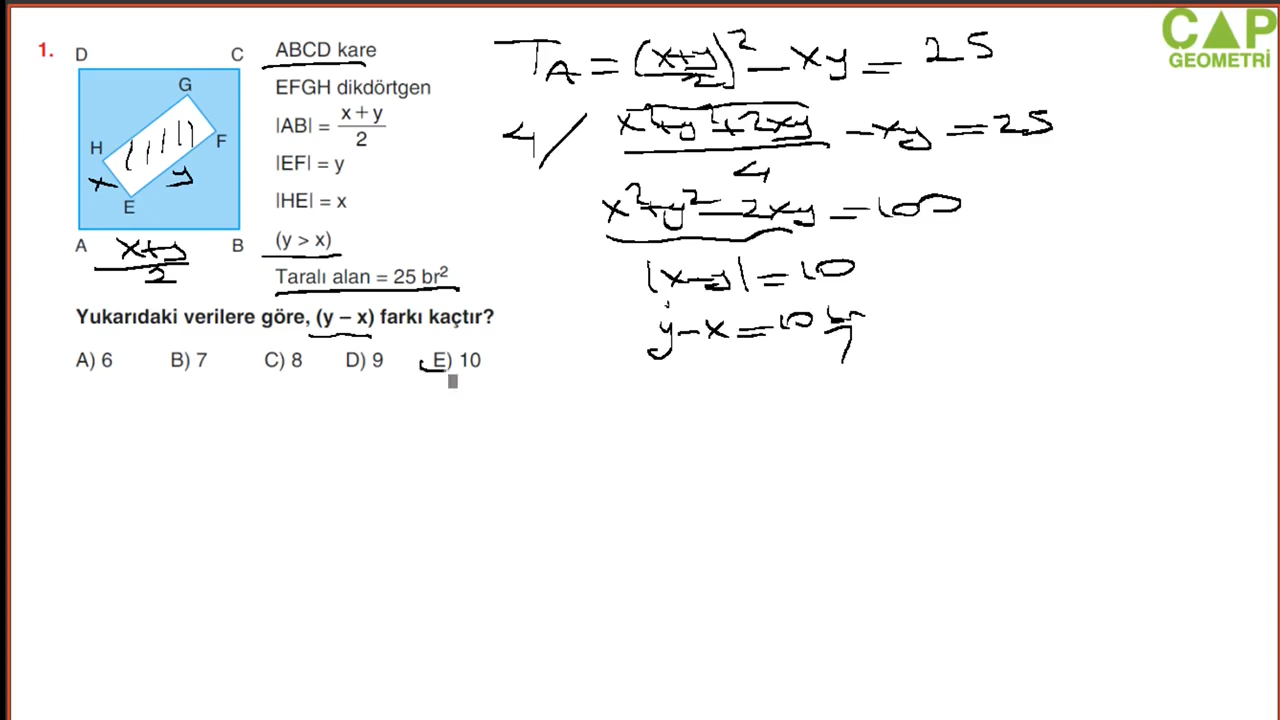 ÇAP
GEOMETRİ
1.
D C
G
H F
x y
E
A B
x+y
2
ABCD kare
EFGH dikdörtgen
|AB| = x + y
2
|EF| = y
|HE| = x
(y > x)
Taralı alan = 25 br²
Yukarıdaki verilere göre, (y – x) farkı kaçtır?
A) 6 B) 7 C) 8 D) 9 E) 10
TA = (x+y/2)² - xy = 25
4/ x²+y²+2xy/4 - xy = 25
x²+y²-2xy = 100
|x-y| = 10
y-x = 10 br